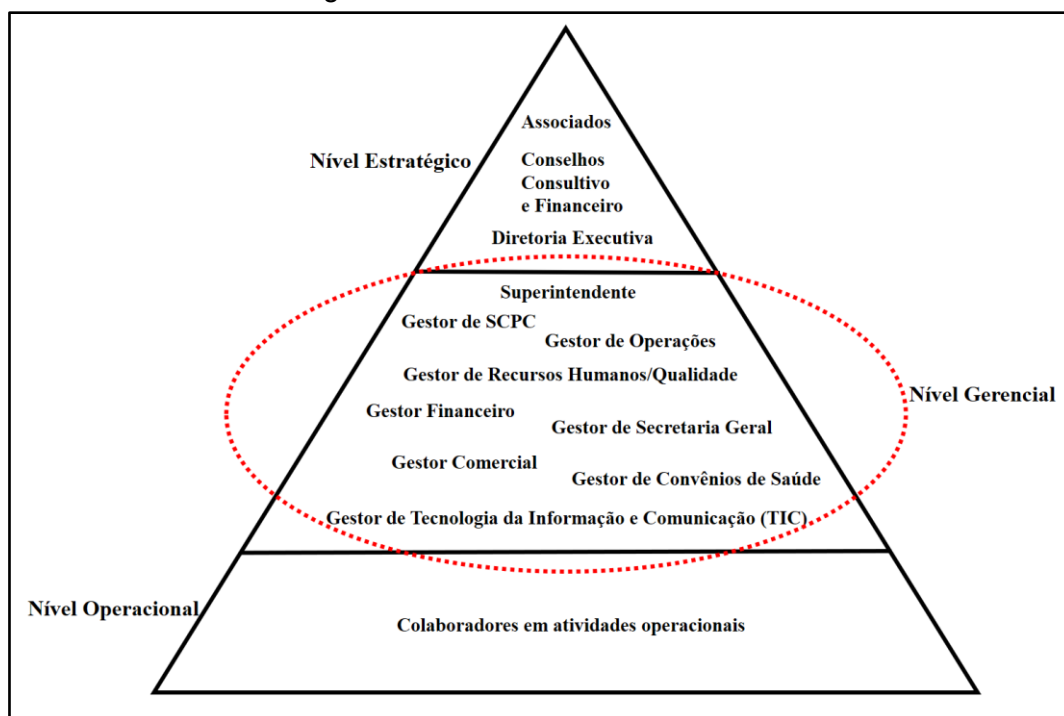 Associados
Nível Estratégico
Conselhos
Consultivo
e Financeiro
Diretoria Executiva
Superintendente
Gestor de SCPC
Gestor de Operações
Gestor de Recursos Humanos/Qualidade
Nível Gerencial
Gestor Financeiro
Gestor de Secretaria Geral
Gestor Comercial
Gestor de Convênios de Saúde
Gestor de Tecnologia da Informação e Comunicação (TIC)
Nível Operacional
Colaboradores em atividades operacionais